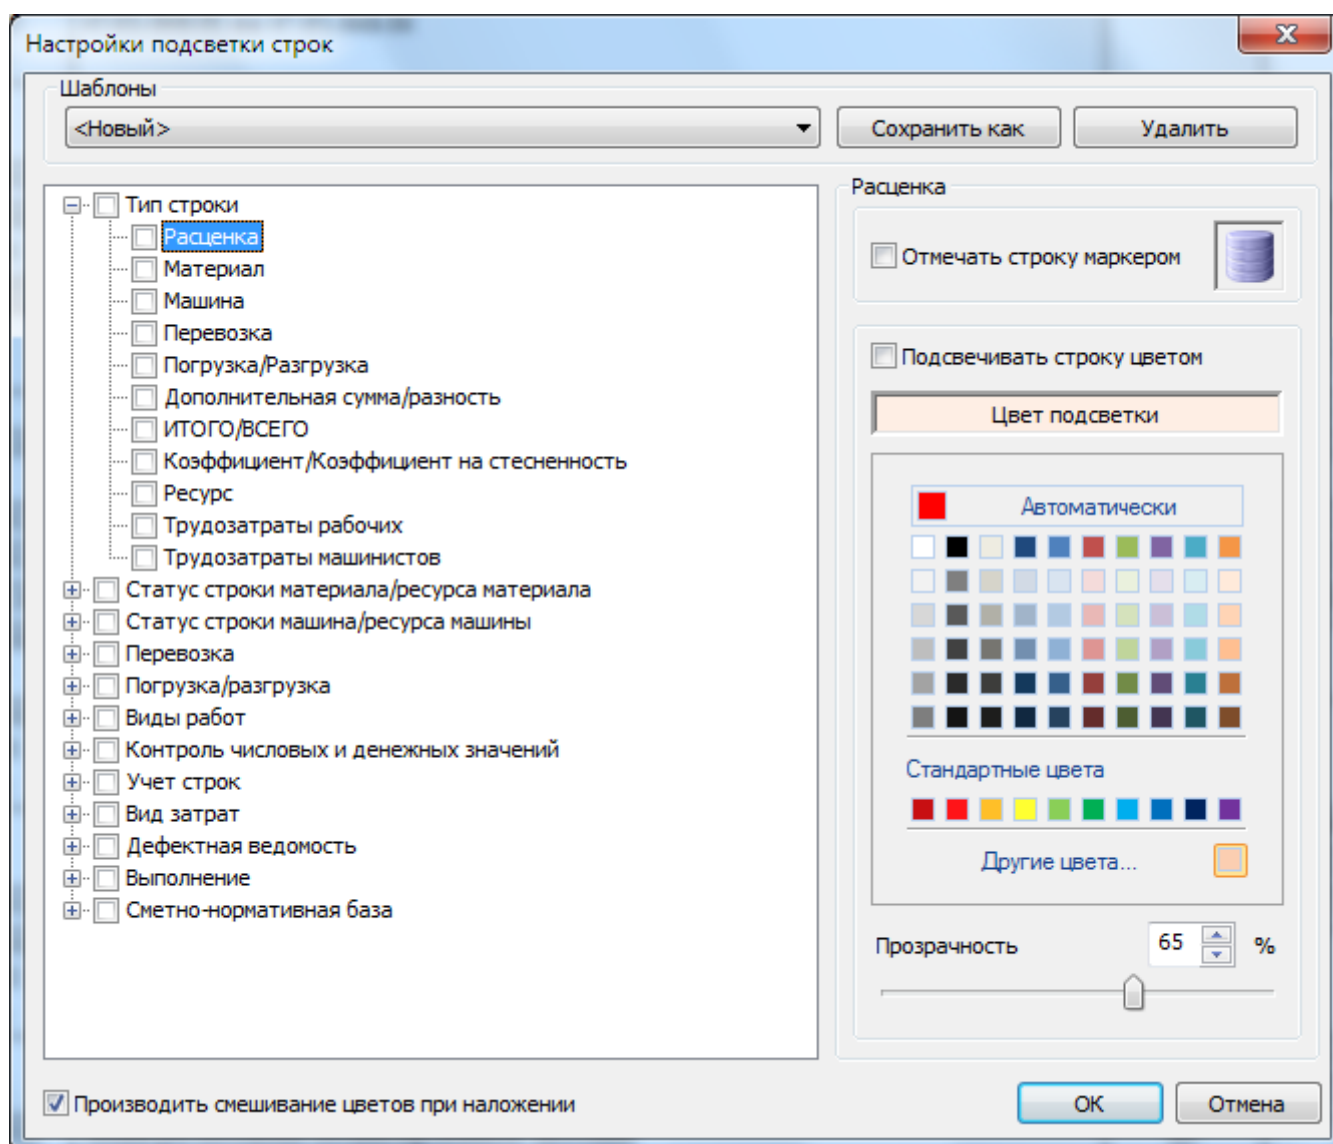 Настройки подсветки строк
Шаблоны
<Новый>
Сохранить как
Удалить
Тип строки
Расценка
Материал
Машина
Перевозка
Погрузка/Разгрузка
Дополнительная сумма/разность
ИТОГО/ВСЕГО
Коэффициент/Коэффициент на стесненность
Ресурс
Трудозатраты рабочих
Трудозатраты машинистов
Статус строки материала/ресурса материала
Статус строки машина/ресурса машины
Перевозка
Погрузка/разгрузка
Виды работ
Контроль числовых и денежных значений
Учет строк
Вид затрат
Дефектная ведомость
Выполнение
Сметно-нормативная база
Расценка
Отмечать строку маркером
Подсвечивать строку цветом
Цвет подсветки
Автоматически
Стандартные цвета
Другие цвета...
Прозрачность
65 %
Производить смешивание цветов при наложении
ОК
Отмена